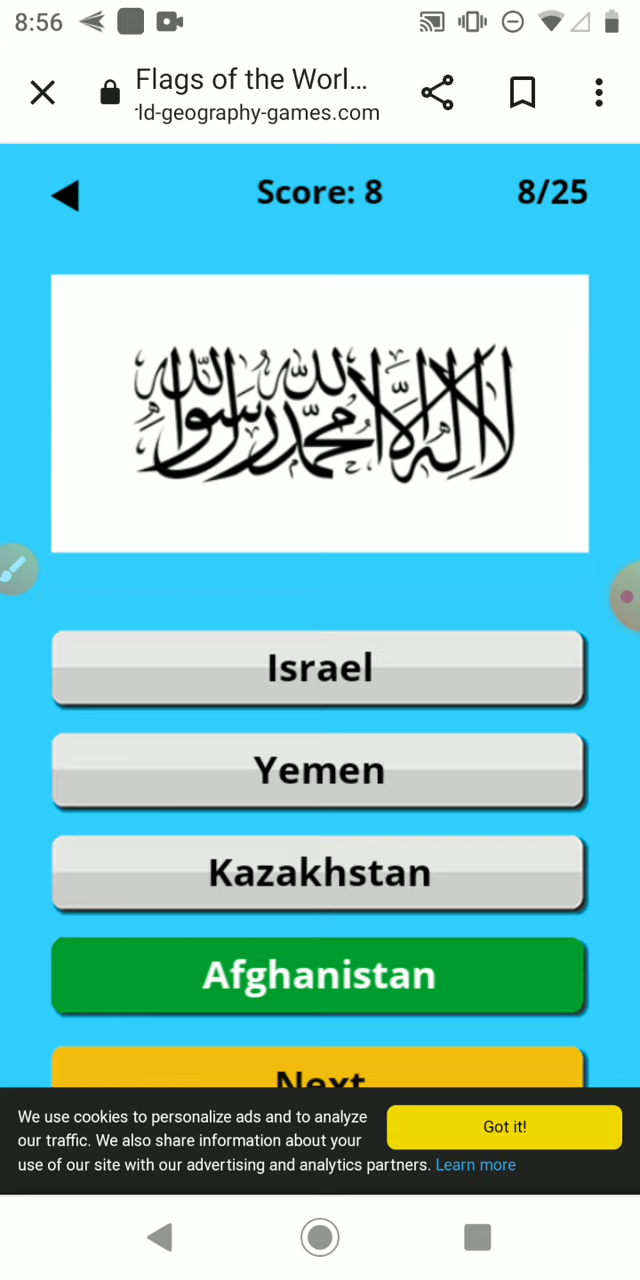 8:56
Flags of the Worl...
rld-geography-games.com
Score: 8
8/25
لا إله إلا الله محمد رسول الله
Israel
Yemen
Kazakhstan
Afghanistan
Next
We use cookies to personalize ads and to analyze
our traffic. We also share information about your
use of our site with our advertising and analytics partners. Learn more
Got it!